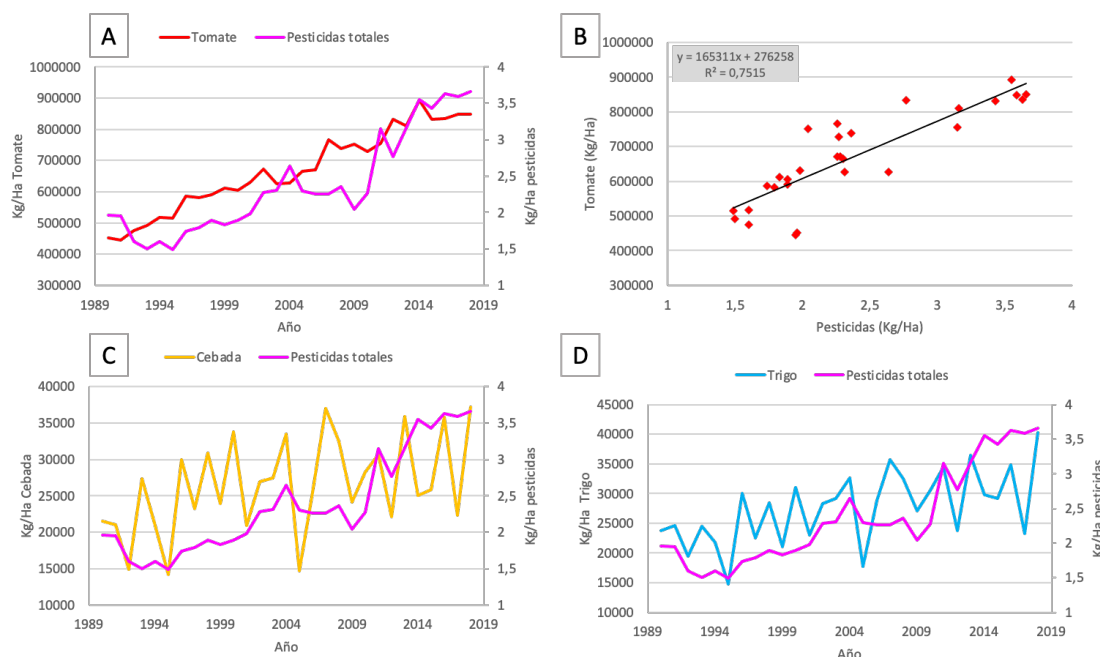 A
Tomate
Pesticidas totales
Kg/Ha Tomate
1000000
900000
800000
700000
600000
500000
400000
300000
4
3,5
3
2,5
2
1,5
1
Kg/Ha pesticidas
1989 1994 1999 2004 2009 2014 2019
Año
B
y = 165311x + 276258
R² = 0,7515
Tomate (Kg/Ha)
1000000
900000
800000
700000
600000
500000
400000
300000
1 1,5 2 2,5 3 3,5 4
Pesticidas (Kg/Ha)
C
Cebada
Pesticidas totales
Kg/Ha Cebada
40000
35000
30000
25000
20000
15000
10000
4
3,5
3
2,5
2
1,5
1
Kg/Ha pesticidas
1989 1994 1999 2004 2009 2014 2019
Año
D
Trigo
Pesticidas totales
Kg/Ha Trigo
45000
40000
35000
30000
25000
20000
15000
10000
4
3,5
3
2,5
2
1,5
1
Kg/Ha pesticidas
1989 1994 1999 2004 2009 2014 2019
Año